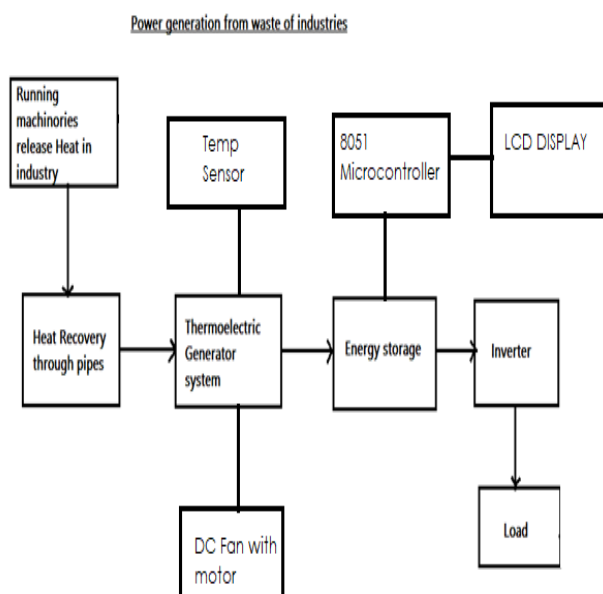 Power generation from waste of industries
Running
machinories
release Heat in
industry
Temp
Sensor
8051
Microcontroller
LCD DISPLAY
Heat Recovery
through pipes
Thermoelectric
Generator
system
Energy storage
Inverter
DC Fan with
motor
Load